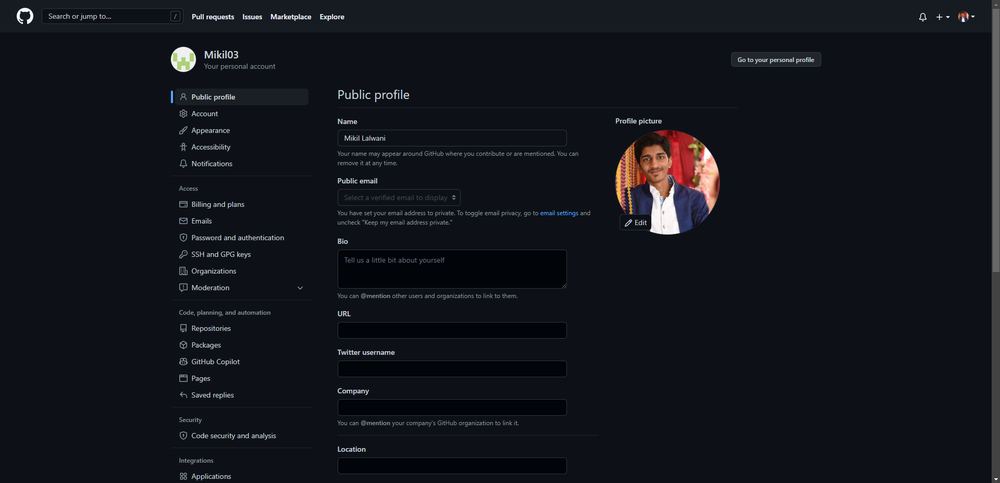 Search or jump to...
/
Pull requests
Issues
Marketplace
Explore
Mikil03
Your personal account
Go to your personal profile
Public profile
Account
Appearance
Accessibility
Notifications
Access
Billing and plans
Emails
Password and authentication
SSH and GPG keys
Organizations
Moderation
Code, planning, and automation
Repositories
Packages
GitHub Copilot
Pages
Saved replies
Security
Code security and analysis
Integrations
Applications
Public profile
Name
Mikil Lalwani
Your name may appear around GitHub where you contribute or are mentioned. You can
remove it at any time.
Public email
Select a verified email to display
You have set your email address to private. To toggle email privacy, go to email settings and
uncheck "Keep my email address private."
Bio
Tell us a little bit about yourself
You can @mention other users and organizations to link to them.
URL
Twitter username
Company
You can @mention your company's GitHub organization to link it.
Location
Profile picture
Edit